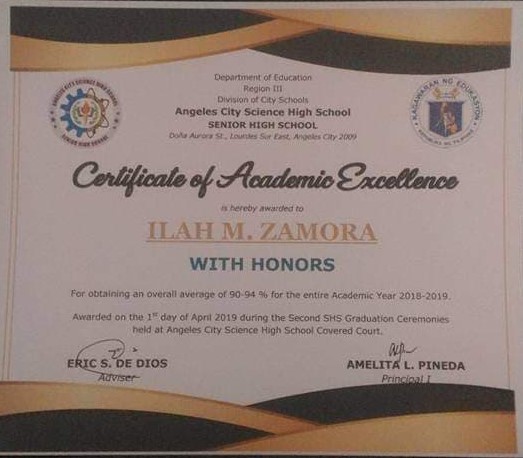 Department of Education
Region III
Division of City Schools
Angeles City Science High School
SENIOR HIGH SCHOOL
Doña Aurora St., Lourdes Sur East, Angeles City 2009
ANGELES CITY SCIENCE HIGH SCHOOL
SENIOR HIGH SCHOOL
KAGAWARAN NG EDUKASYON
REPUBLIKA NG PILIPINAS
Certificate of Academic Excellence
is hereby awarded to
ILAH M. ZAMORA
WITH HONORS
For obtaining an overall average of 90-94 % for the entire Academic Year 2018-2019.
Awarded on the 1st day of April 2019 during the Second SHS Graduation Ceremonies
held at Angeles City Science High School Covered Court.
ERIC S. DE DIOS
Adviser
AMELITA L. PINEDA
Principal I